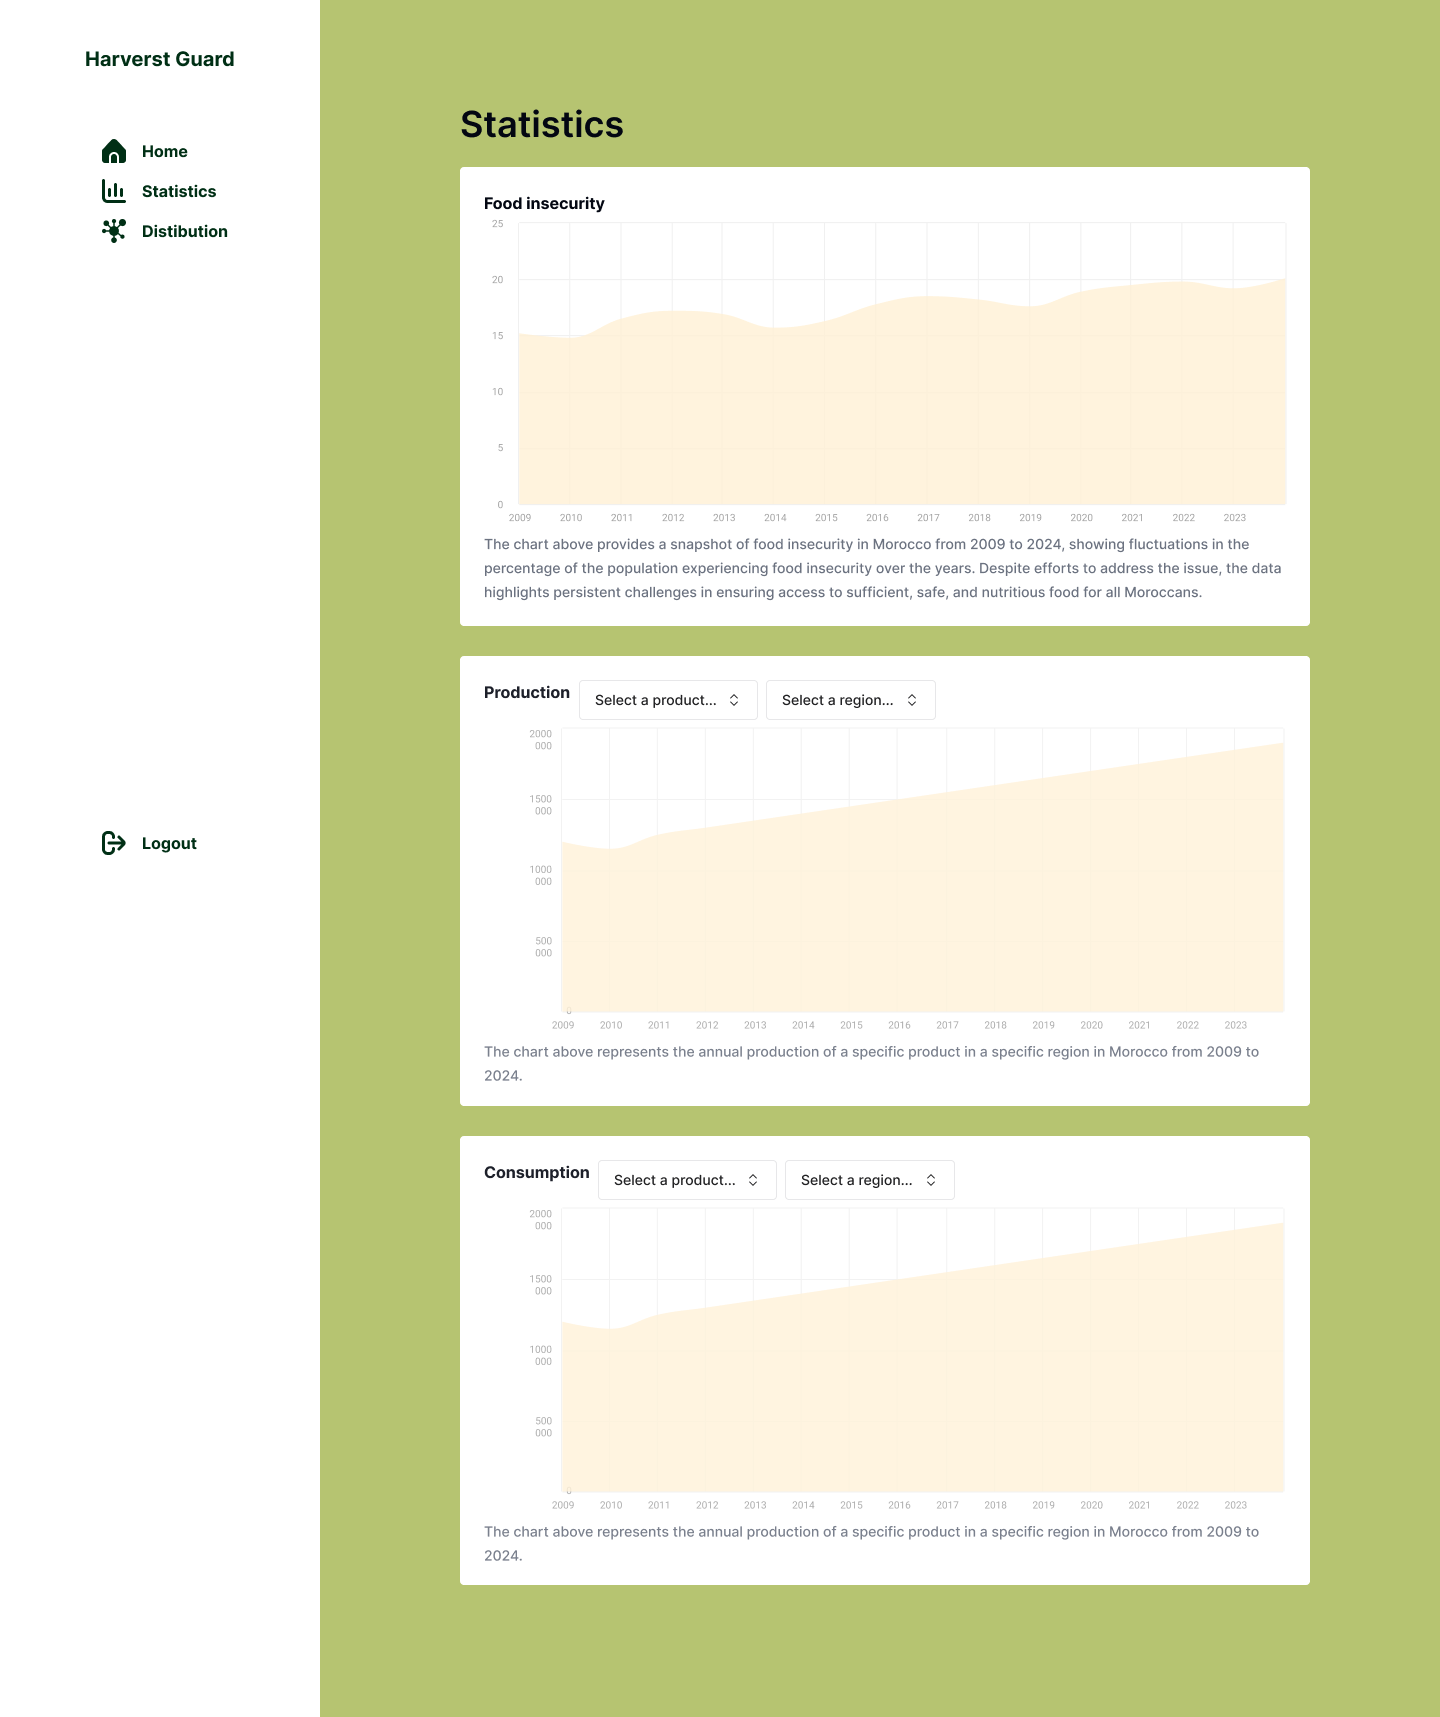 Harverst Guard
Home
Statistics
Distibution
Logout
Statistics
Food insecurity
25
20
15
10
5
0
2009 2010 2011 2012 2013 2014 2015 2016 2017 2018 2019 2020 2021 2022 2023
The chart above provides a snapshot of food insecurity in Morocco from 2009 to 2024, showing fluctuations in the
percentage of the population experiencing food insecurity over the years. Despite efforts to address the issue, the data
highlights persistent challenges in ensuring access to sufficient, safe, and nutritious food for all Moroccans.
Production Select a product... Select a region...
2000
000
1500
000
1000
000
500
000
0
2009 2010 2011 2012 2013 2014 2015 2016 2017 2018 2019 2020 2021 2022 2023
The chart above represents the annual production of a specific product in a specific region in Morocco from 2009 to
2024.
Consumption Select a product... Select a region...
2000
000
1500
000
1000
000
500
000
0
2009 2010 2011 2012 2013 2014 2015 2016 2017 2018 2019 2020 2021 2022 2023
The chart above represents the annual production of a specific product in a specific region in Morocco from 2009 to
2024.